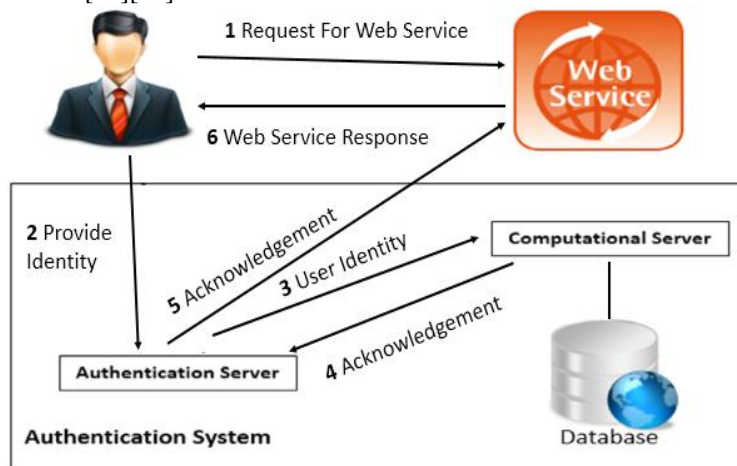 1 Request For Web Service
Web
Service
6 Web Service Response
2 Provide
Identity
5 Acknowledgement
3 User Identity
Computational Server
4 Acknowledgement
Authentication Server
Authentication System
Database